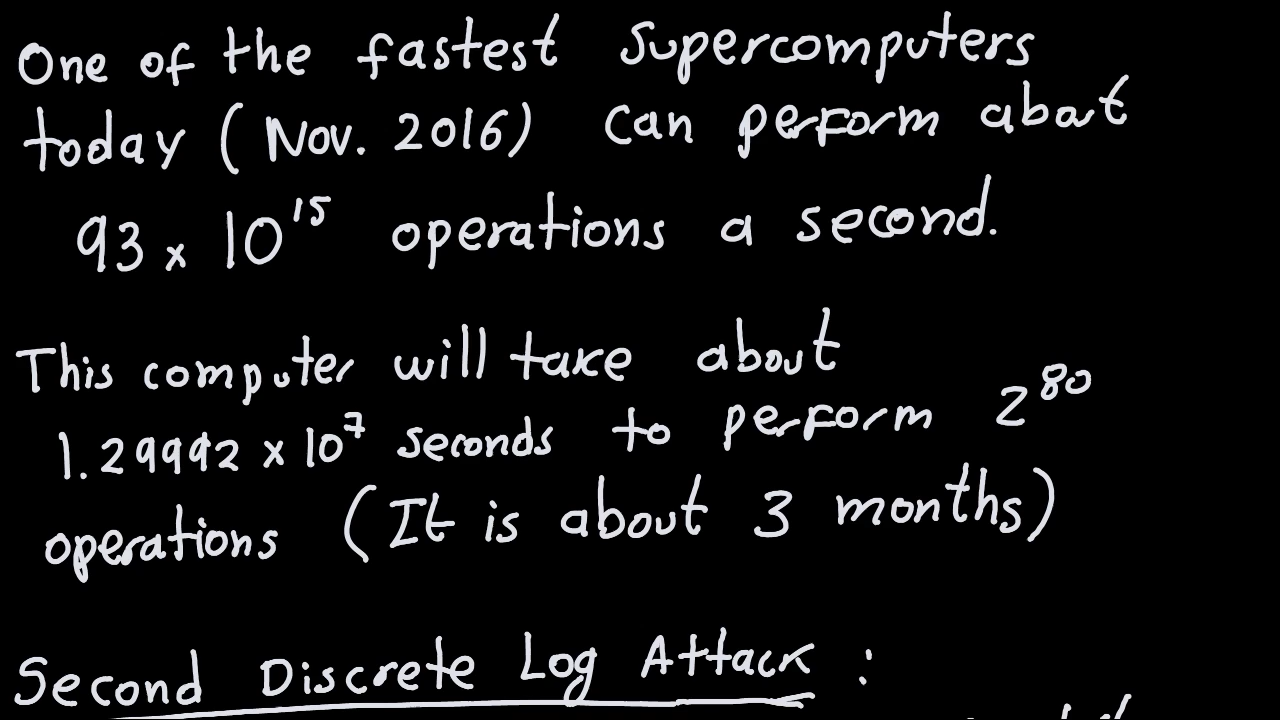 One of the fastest Supercomputers
today (Nov. 2016) can perform about
93 x 10^15 operations a second.
This computer will take about
1.29992 x 10^7 seconds to perform 2^80
operations (It is about 3 months)
Second Discrete Log Attack :